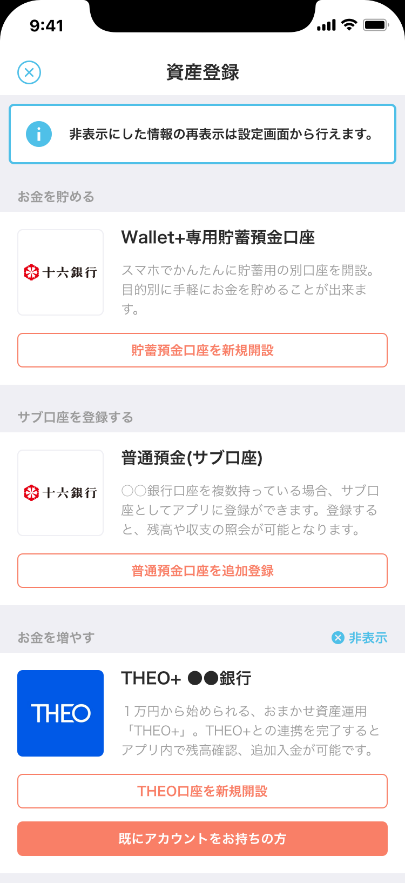 9:41
資産登録
非表示にした情報の再表示は設定画面から行えます。
お金を貯める
十六銀行
Wallet+専用貯蓄預金口座
スマホでかんたんに貯蓄用の別口座を開設。
目的別に手軽にお金を貯めることが出来ま
す。
貯蓄預金口座を新規開設
サブ口座を登録する
十六銀行
普通預金(サブ口座)
〇〇銀行口座を複数持っている場合、サブ口
座としてアプリに登録ができます。登録する
と、残高や収支の照会が可能となります。
普通預金口座を追加登録
お金を増やす
非表示
THEO
THEO+ ●●銀行
１万円から始められる、おまかせ資産運用
「THEO+」。THEO+との連携を完了すると
アプリ内で残高確認、追加入金が可能です。
THEO口座を新規開設
既にアカウントをお持ちの方